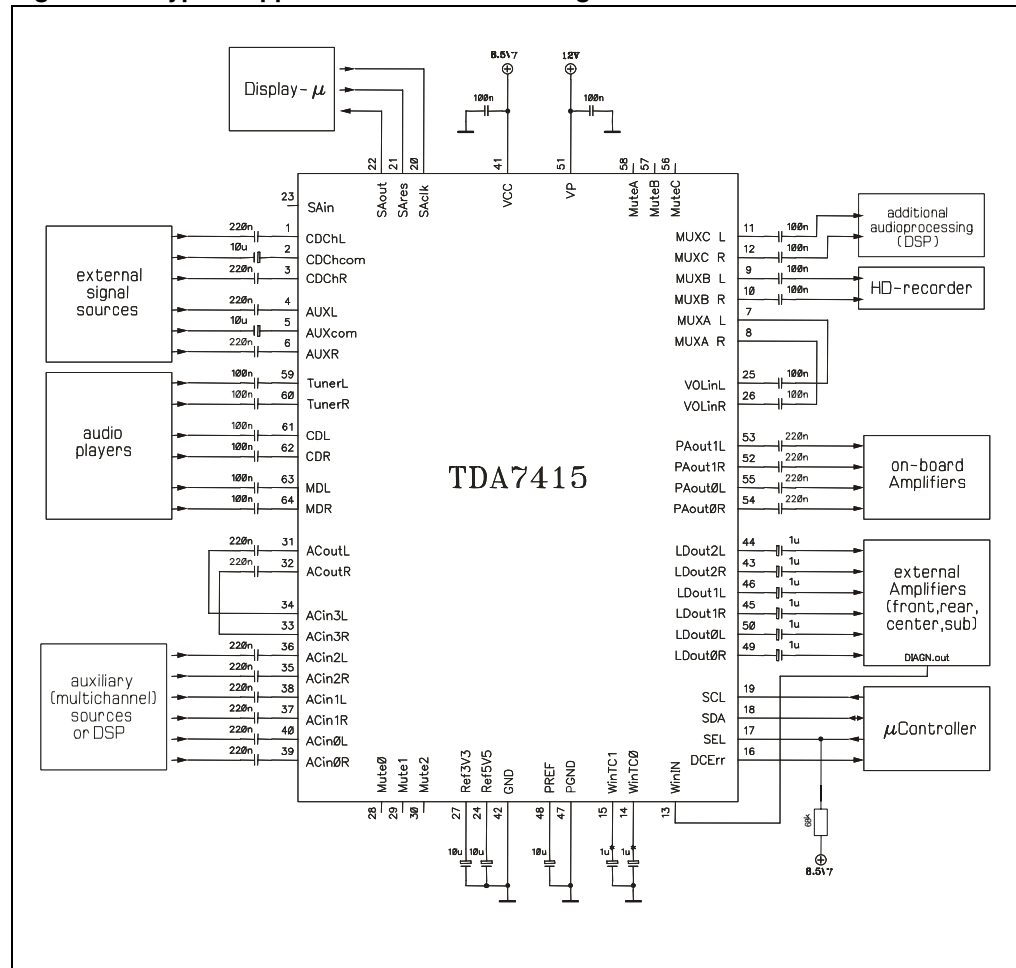 Display-μ
8.5V
12V
100n
100n
22
21
20
41
51
58
57
56
SAout
SAres
SAclk
VCC
VP
MuteA
MuteB
MuteC
23
SAin
external
signal
sources
220n 1 CDChL
10u 2 CDChcom
220n 3 CDChR
220n 4 AUXL
10u 5 AUXcom
220n 6 AUXR
audio
players
100n 59 TunerL
100n 60 TunerR
100n 61 CDL
100n 62 CDR
100n 63 MDL
100n 64 MDR
220n 31 ACoutL
220n 32 ACoutR
34 ACin3L
33 ACin3R
auxiliary
(multichannel)
sources
or DSP
220n 36 ACin2L
220n 35 ACin2R
220n 38 ACin1L
220n 37 ACin1R
220n 40 ACin0L
220n 39 ACin0R
TDA7415
MUXC L 11 100n
MUXC R 12 100n
additional
audioprocessing
(DSP)
MUXB L 9 100n
MUXB R 10 100n
HD-recorder
MUXA L 7
MUXA R 8
VOLinL 25 100n
VOLinR 26 100n
PAout1L 53 220n
PAout1R 52 220n
PAout0L 55 220n
PAout0R 54 220n
on-board
Amplifiers
LDout2L 44 1u
LDout2R 43 1u
LDout1L 46 1u
LDout1R 45 1u
LDout0L 50 1u
LDout0R 49 1u
external
Amplifiers
(front,rear,
center,sub)
DIAGN.out
SCL 19
SDA 18
SEL 17
DCErr 16
μController
Mute0
Mute1
Mute2
Ref3V3
Ref5V5
GND
PREF
PGND
WinTC1
WinTC0
WinIN
28
29
30
27
24
42
48
47
15
14
13
10u
10u
10u
1u*
1u*
68k
8.5V